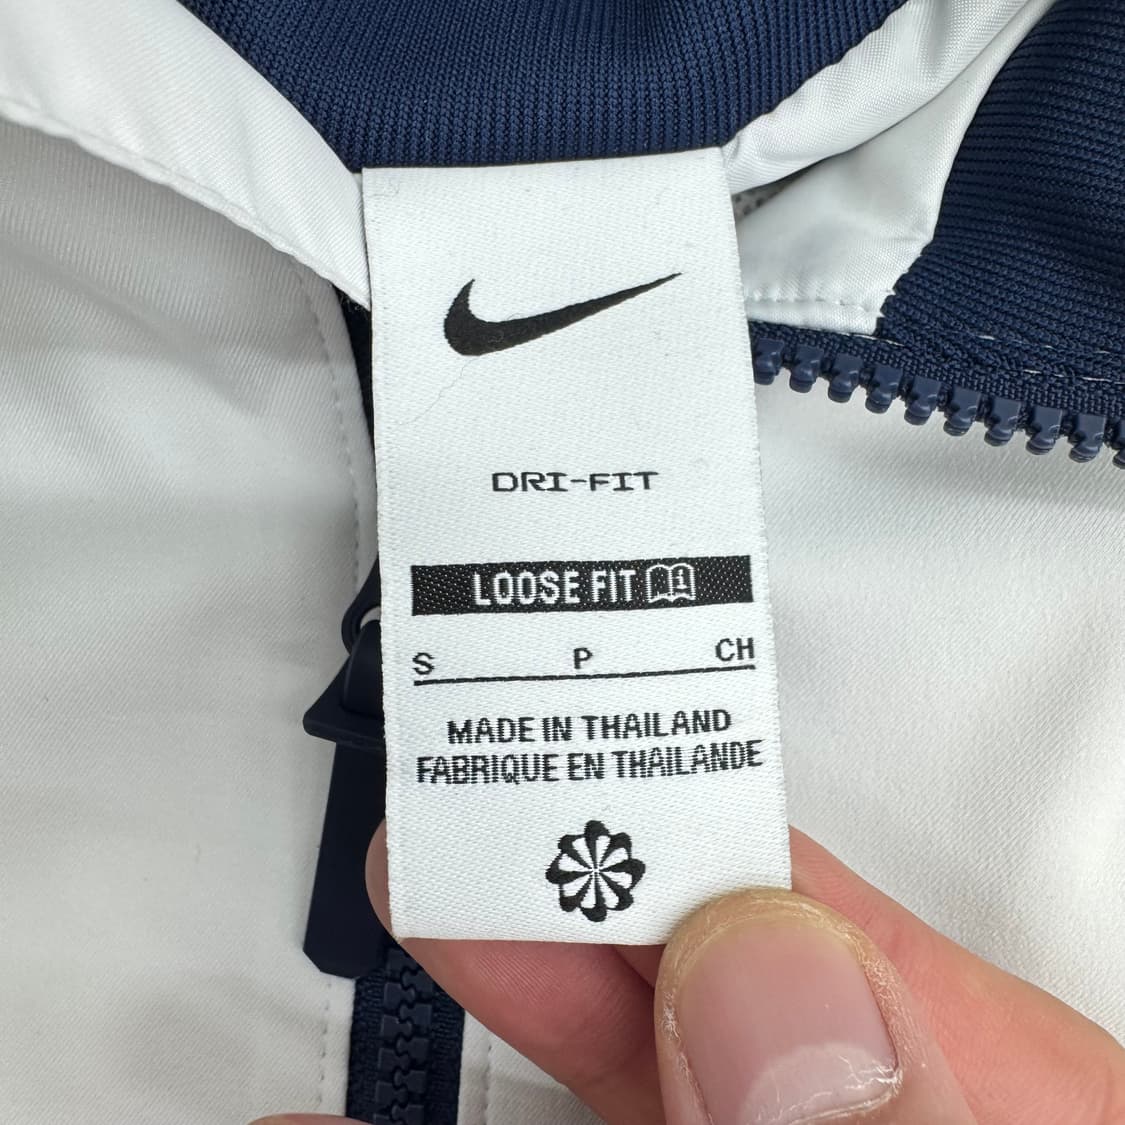 DRI-FIT
LOOSE FIT
S P CH
MADE IN THAILAND
FABRIQUE EN THAILANDE